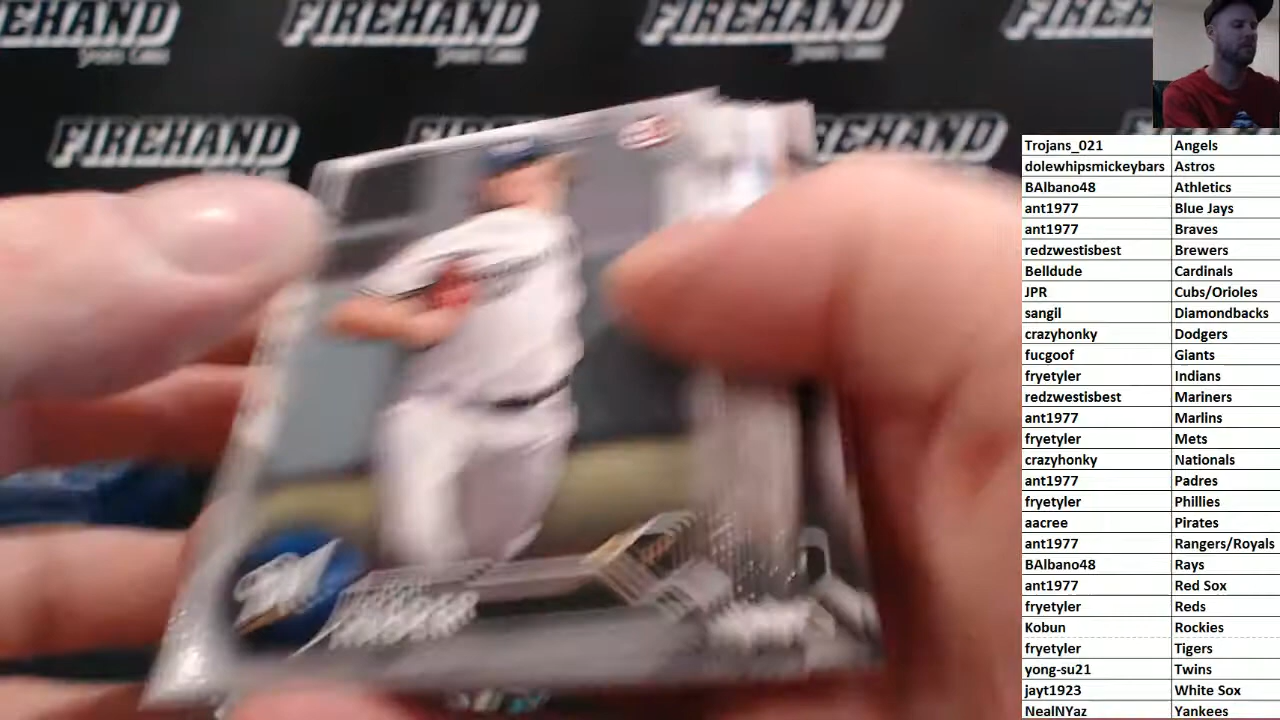 FIREHAND FIREHAND FIREHAND FIREHAND
FIREHAND FIREHAND FIREHAND
Trojans_021 Angels
dolewhipsmickeybars Astros
BAlbano48 Athletics
ant1977 Blue Jays
ant1977 Braves
redzwestisbest Brewers
Belldude Cardinals
JPR Cubs/Orioles
sangil Diamondbacks
crazyhonky Dodgers
fucgoof Giants
fryetyler Indians
redzwestisbest Mariners
ant1977 Marlins
fryetyler Mets
crazyhonky Nationals
ant1977 Padres
fryetyler Phillies
aacree Pirates
ant1977 Rangers/Royals
BAlbano48 Rays
ant1977 Red Sox
fryetyler Reds
Kobun Rockies
fryetyler Tigers
yong-su21 Twins
jayt1923 White Sox
NealNYaz Yankees